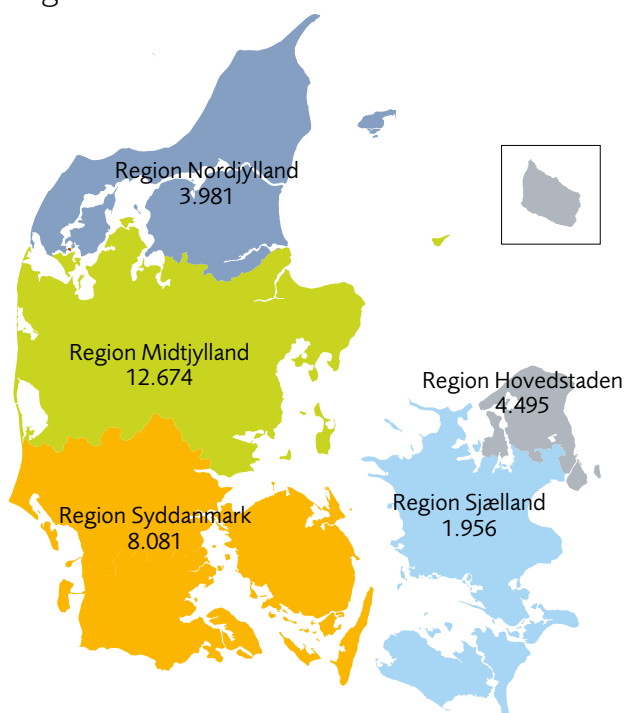 Region Nordjylland
3.981
Region Midtjylland
12.674
Region Hovedstaden
4.495
Region Sjælland
1.956
Region Syddanmark
8.081